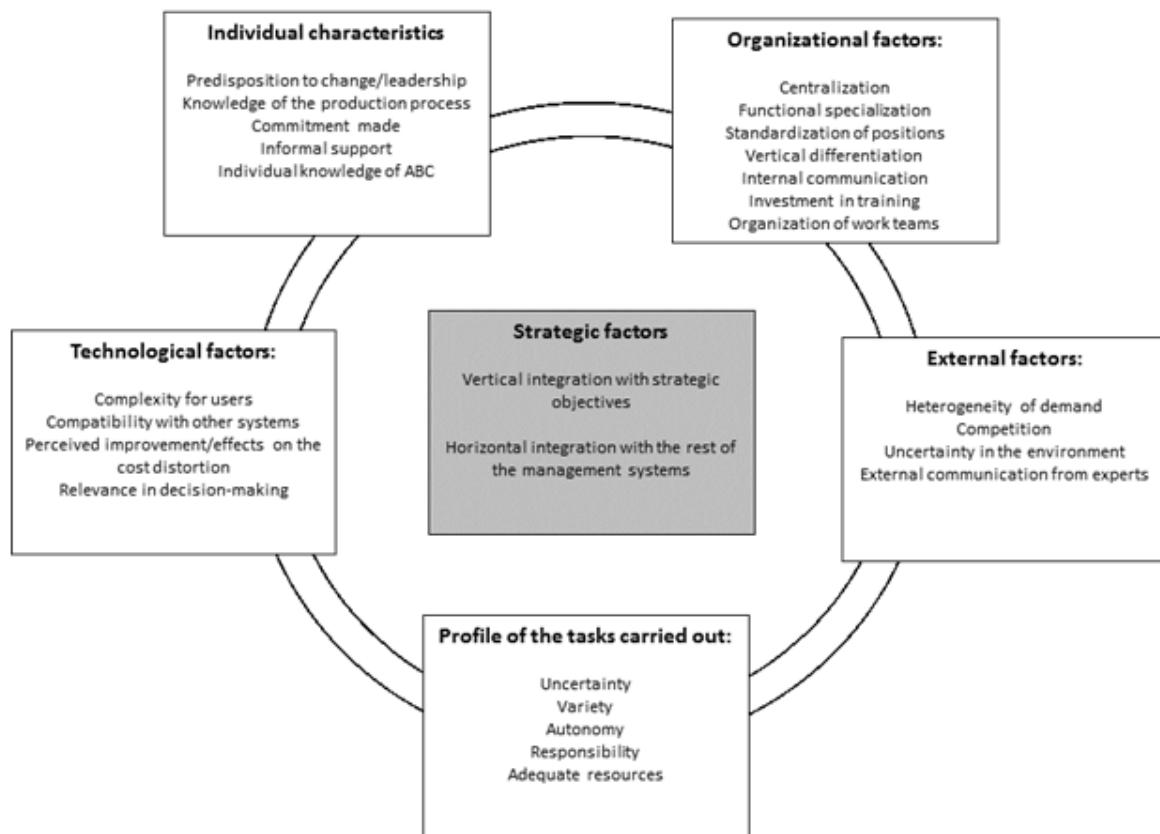 Individual characteristics
Predisposition to change/leadership
Knowledge of the production process
Commitment made
Informal support
Individual knowledge of ABC
Organizational factors:
Centralization
Functional specialization
Standardization of positions
Vertical differentiation
Internal communication
Investment in training
Organization of work teams
Technological factors:
Complexity for users
Compatibility with other systems
Perceived improvement/effects on the
cost distortion
Relevance in decision-making
Strategic factors
Vertical integration with strategic
objectives
Horizontal integration with the rest of
the management systems
External factors:
Heterogeneity of demand
Competition
Uncertainty in the environment
External communication from experts
Profile of the tasks carried out:
Uncertainty
Variety
Autonomy
Responsibility
Adequate resources